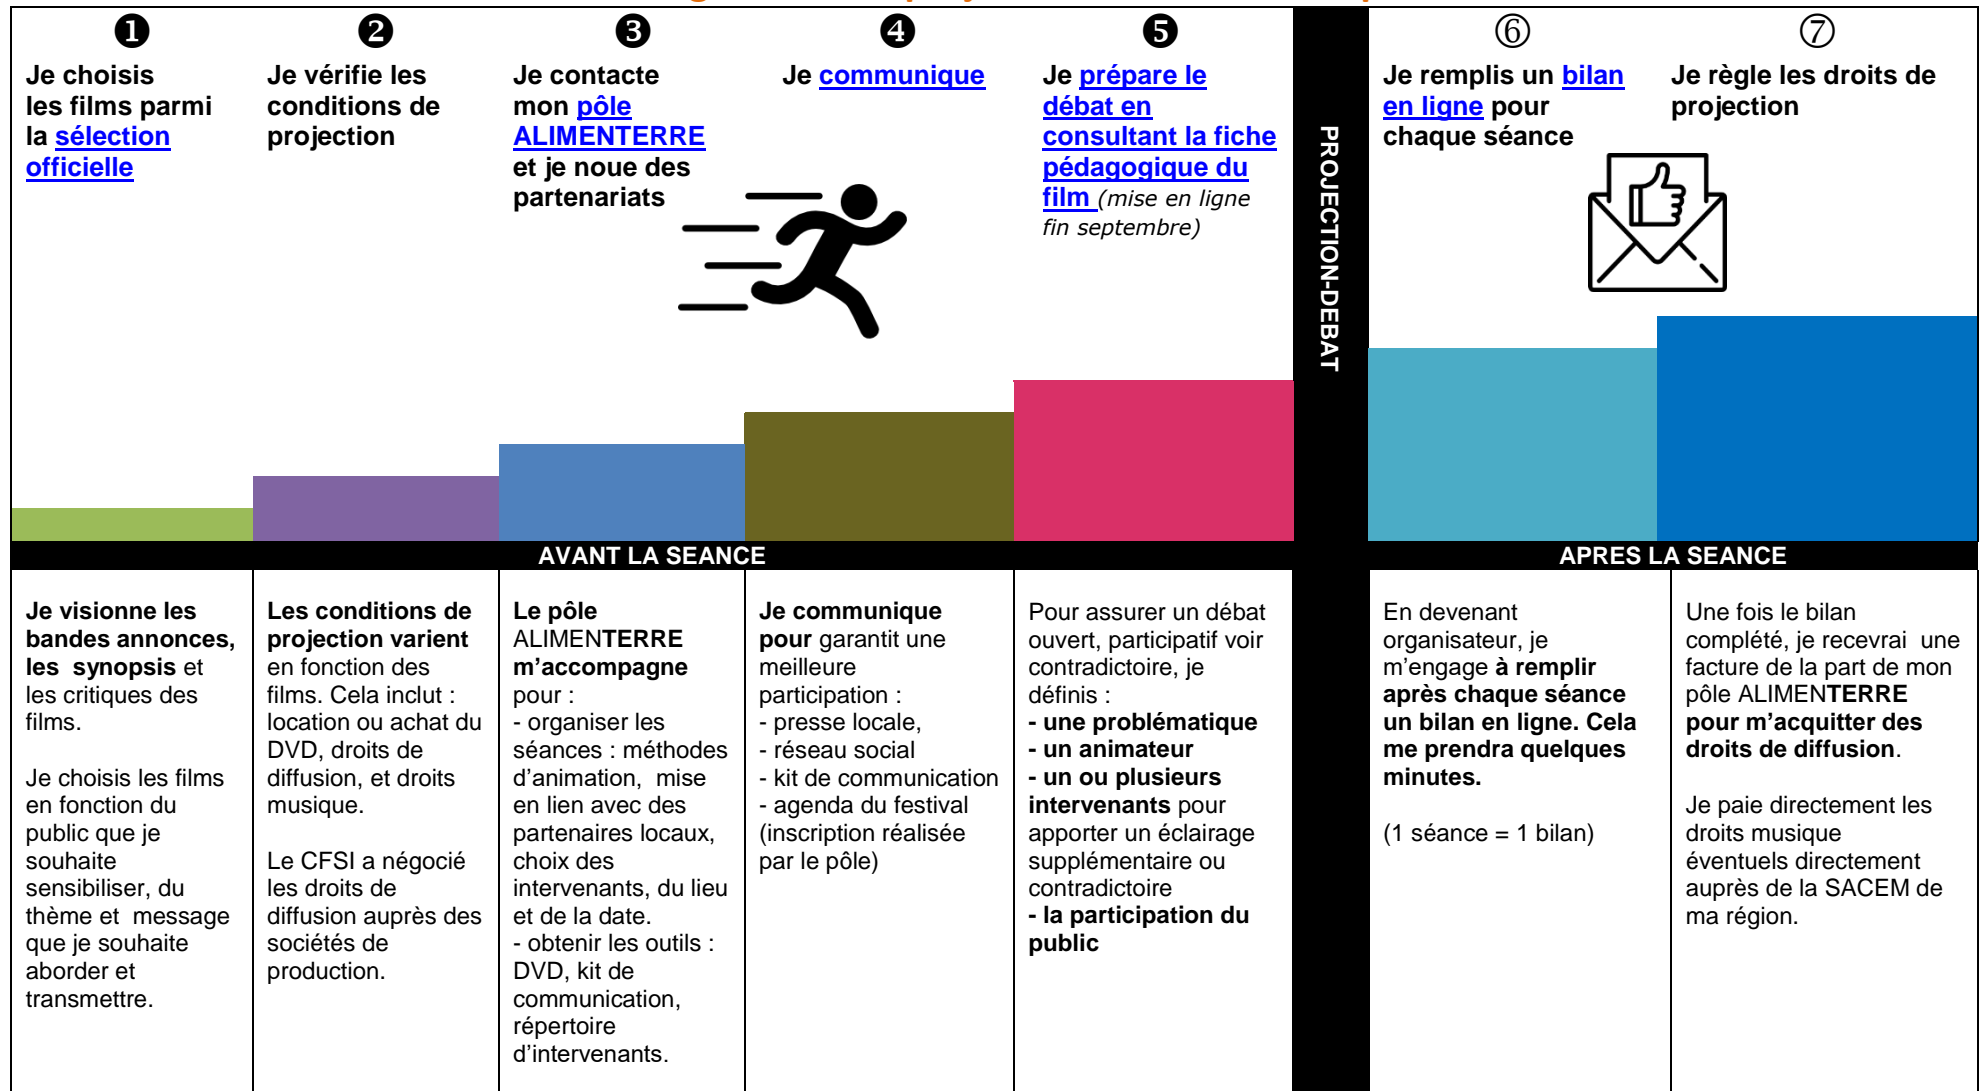 ❶
Je choisis
les films parmi
la sélection
officielle
❷
Je vérifie les
conditions de
projection
❸
Je contacte
mon pôle
ALIMENTERRE
et je noue des
partenariats
❹
Je communique
❺
Je prépare le
débat en
consultant la fiche
pédagogique du
film (mise en ligne
fin septembre)
PROJECTION-DEBAT
⑥
Je remplis un bilan
en ligne pour
chaque séance
⑦
Je règle les droits de
projection
AVANT LA SEANCE
APRES LA SEANCE
Je visionne les
bandes annonces,
les synopsis et
les critiques des
films.
Je choisis les films
en fonction du
public que je
souhaite
sensibiliser, du
thème et message
que je souhaite
aborder et
transmettre.
Les conditions de
projection varient
en fonction des
films. Cela inclut :
location ou achat du
DVD, droits de
diffusion, et droits
musique.
Le CFSI a négocié
les droits de
diffusion auprès des
sociétés de
production.
Le pôle
ALIMENTERRE
m’accompagne
pour :
- organiser les
séances : méthodes
d’animation, mise
en lien avec des
partenaires locaux,
choix des
intervenants, du lieu
et de la date.
- obtenir les outils :
DVD, kit de
communication,
répertoire
d’intervenants.
Je communique
pour garantit une
meilleure
participation :
- presse locale,
- réseau social
- kit de communication
- agenda du festival
(inscription réalisée
par le pôle)
Pour assurer un débat
ouvert, participatif voir
contradictoire, je
définis :
- une problématique
- un animateur
- un ou plusieurs
intervenants pour
apporter un éclairage
supplémentaire ou
contradictoire
- la participation du
public
En devenant
organisateur, je
m’engage à remplir
après chaque séance
un bilan en ligne. Cela
me prendra quelques
minutes.
(1 séance = 1 bilan)
Une fois le bilan
complété, je recevrai une
facture de la part de mon
pôle ALIMENTERRE
pour m’acquitter des
droits de diffusion.
Je paie directement les
droits musique
éventuels directement
auprès de la SACEM de
ma région.